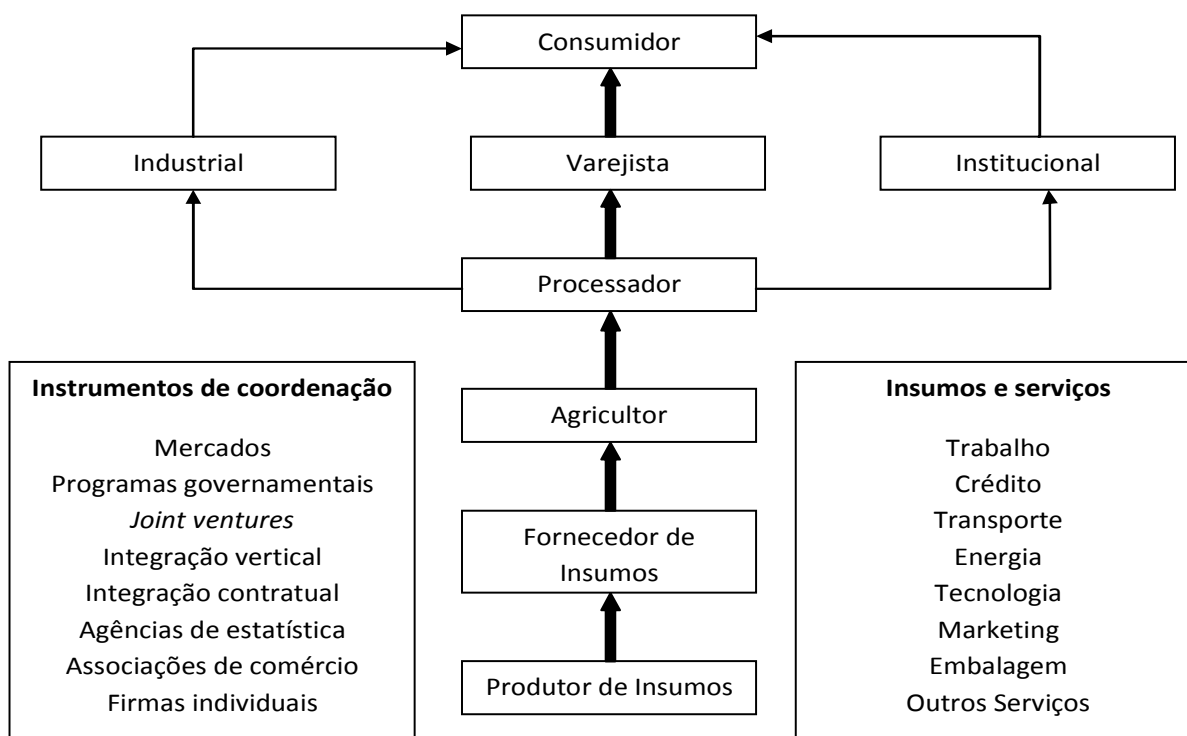 Consumidor
Industrial
Varejista
Institucional
Processador
Instrumentos de coordenação
Mercados
Programas governamentais
Joint ventures
Integração vertical
Integração contratual
Agências de estatística
Associações de comércio
Firmas individuais
Agricultor
Fornecedor de
Insumos
Produtor de Insumos
Insumos e serviços
Trabalho
Crédito
Transporte
Energia
Tecnologia
Marketing
Embalagem
Outros Serviços